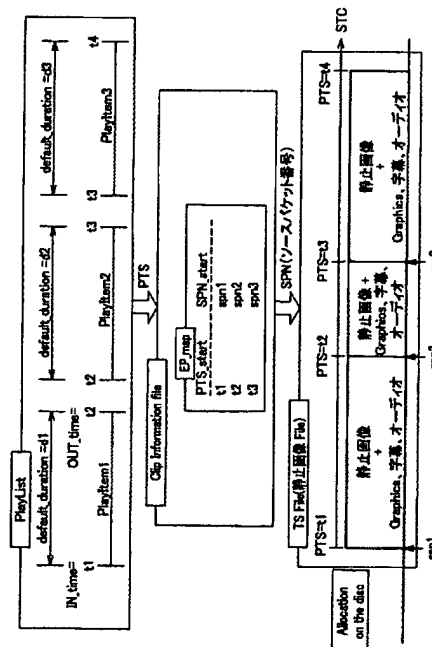 PlayList
default_duration =d1
default_duration =d2
default_duration =d3
IN_time=
t1
OUT_time=
t2
t2
t3
t3
t4
PlayItem1
PlayItem2
PlayItem3
PTS
Clip Information file
EP_map
PTS_start SPN_start
t1 spn1
t2 spn2
t3 spn3
SPN(ソースパケット番号)
TS File(静止画像 File)
STC
PTS=t1
PTS=t2
PTS=t3
PTS=t4
静止画像
+
Graphics、字幕、オーディオ
静止画像+
Graphics、字幕、
オーディオ
静止画像
+
Graphics、字幕、オーディオ
Allocation
on the disc
spn1